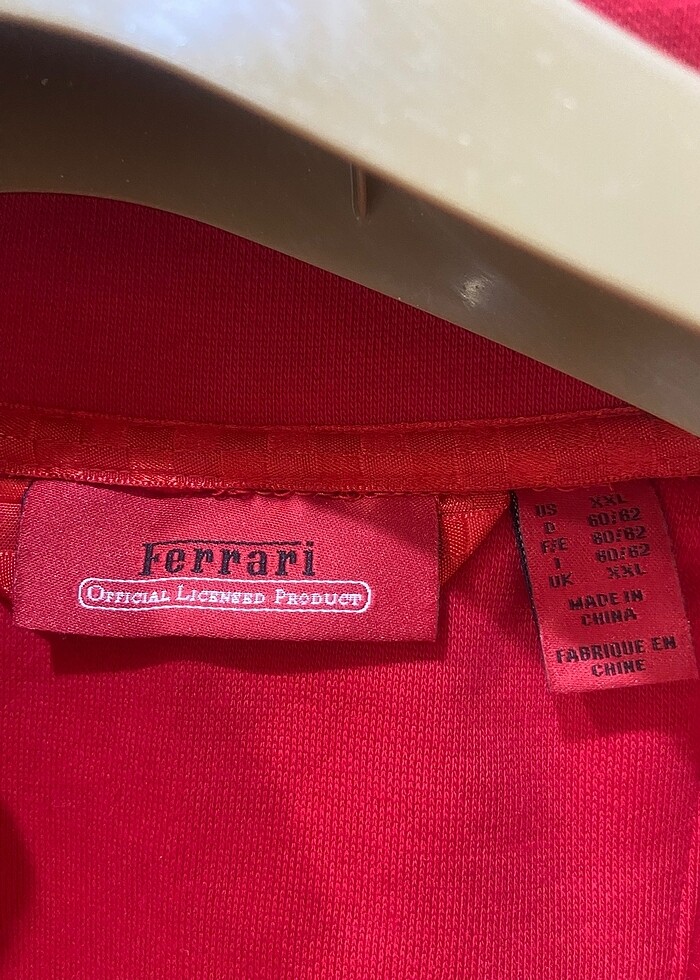 Ferrari
OFFICIAL LICENSED PRODUCT
US XXL
D 60/62
F/E 60/62
I 60/62
UK XXL
MADE IN
CHINA
FABRIQUE EN
CHINE